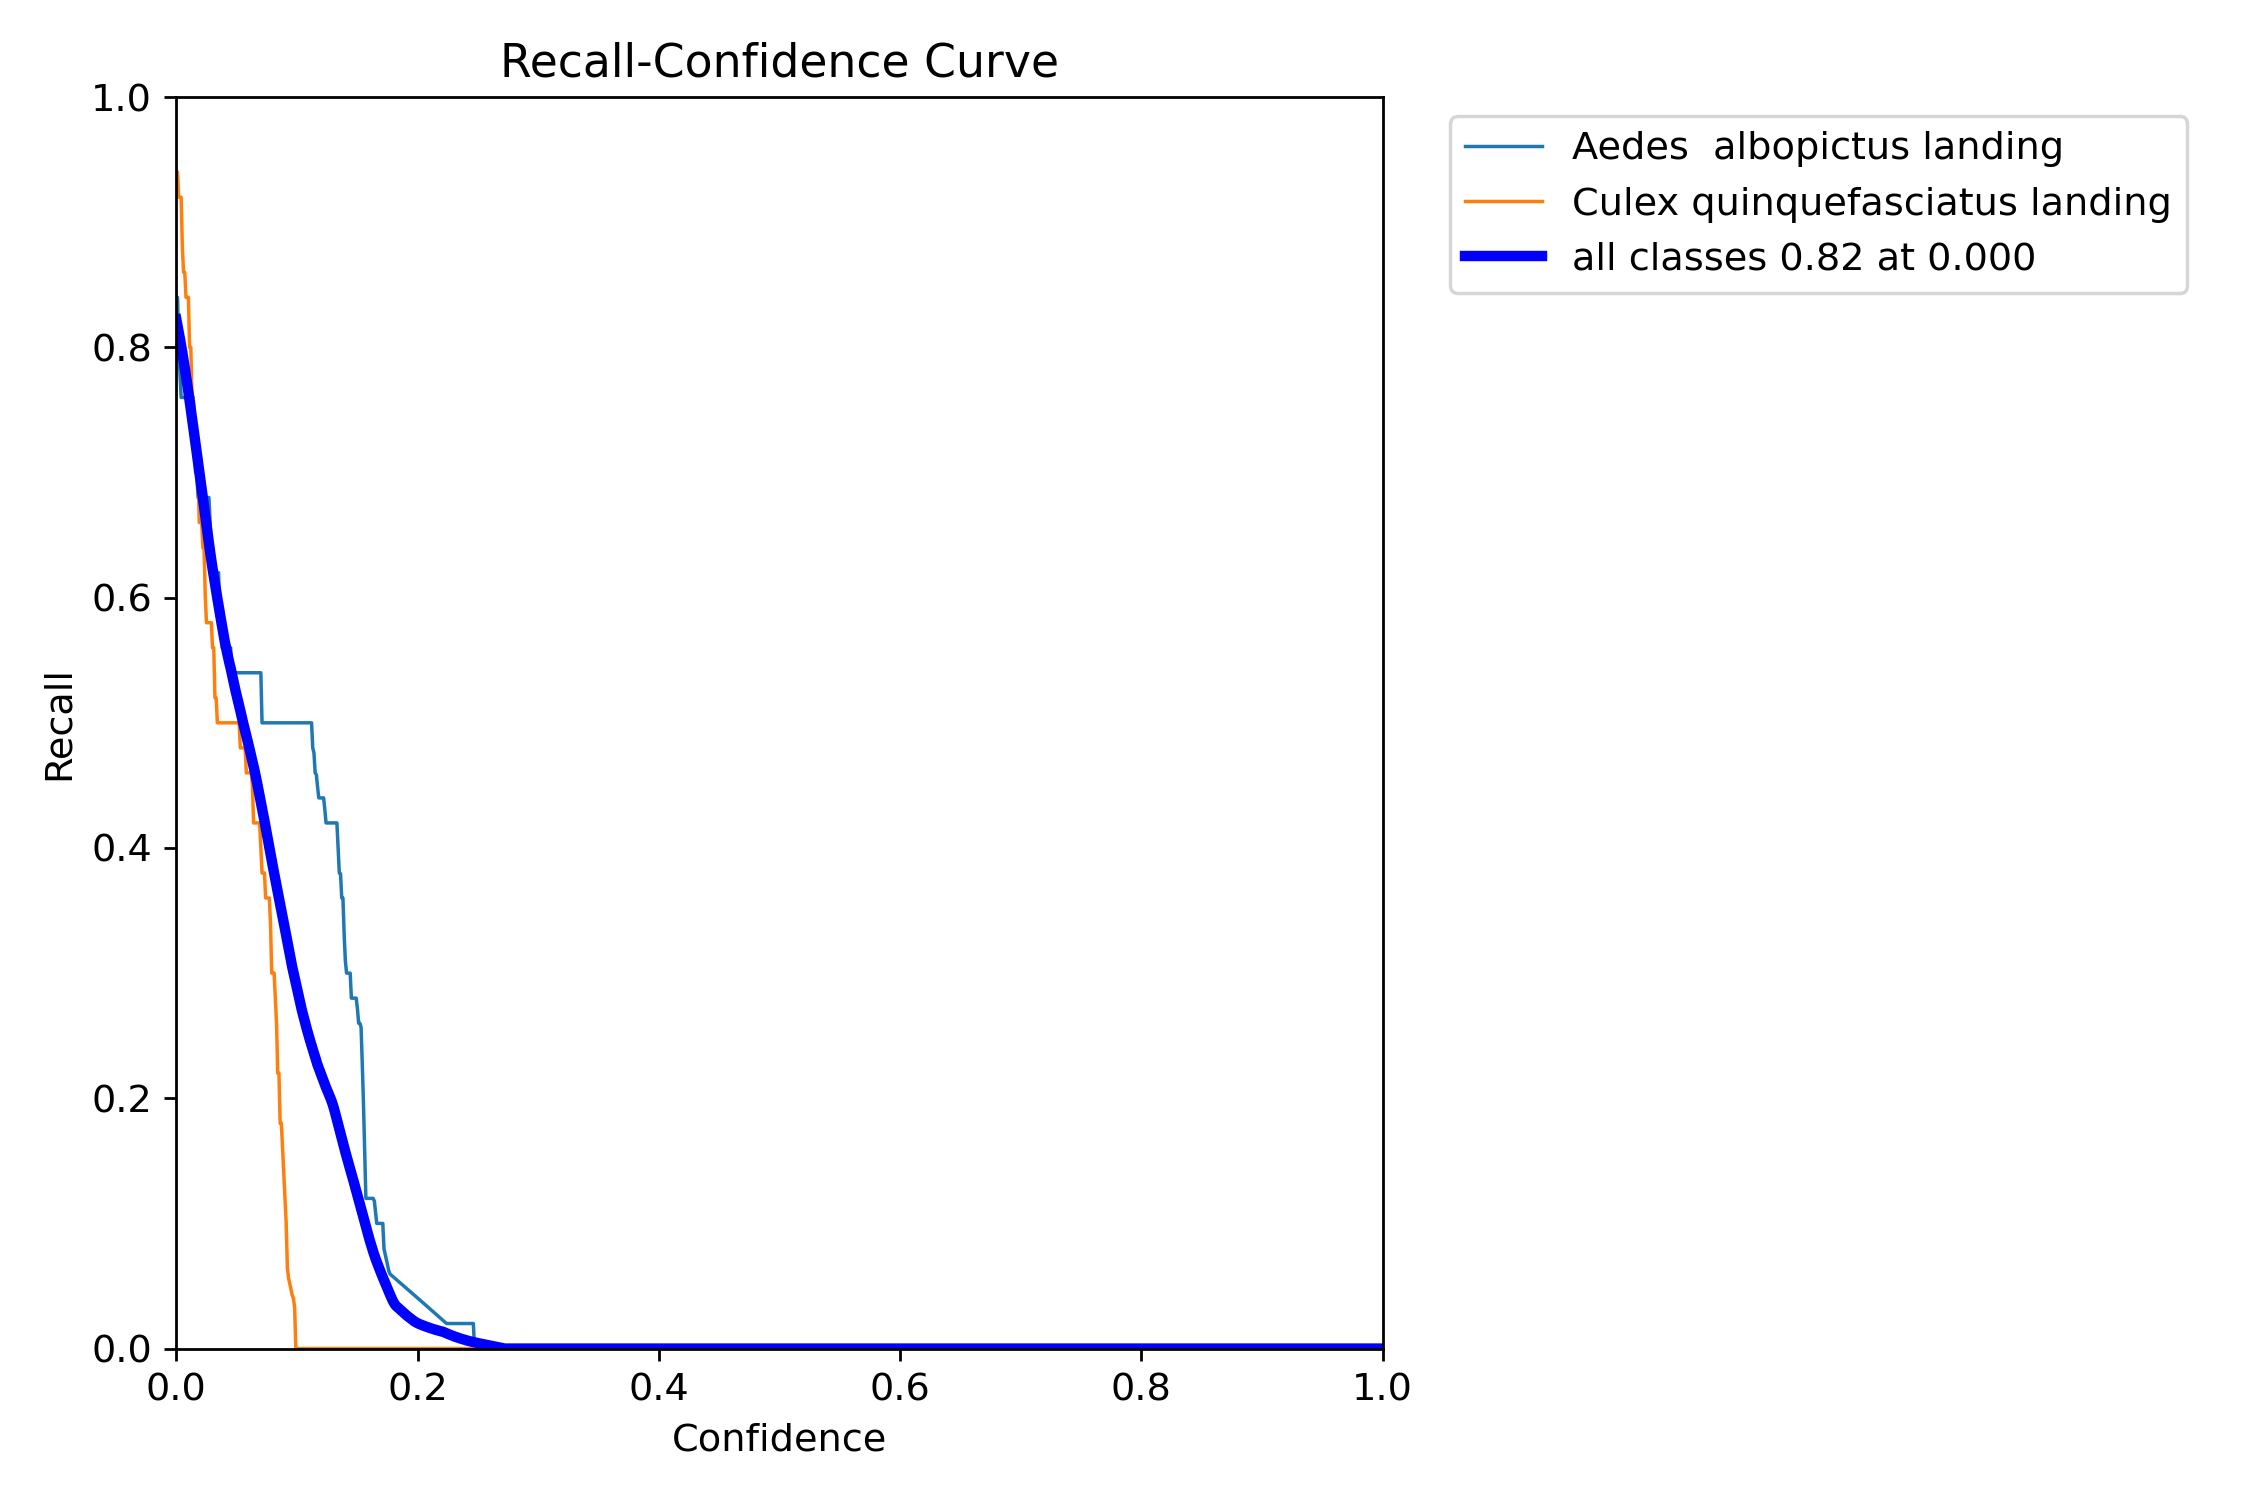 Recall-Confidence Curve
Aedes  albopictus landing
Culex quinquefasciatus landing
all classes 0.82 at 0.000
1.0
0.8
0.6
0.4
0.2
0.0
Recall
0.0 0.2 0.4 0.6 0.8 1.0
Confidence